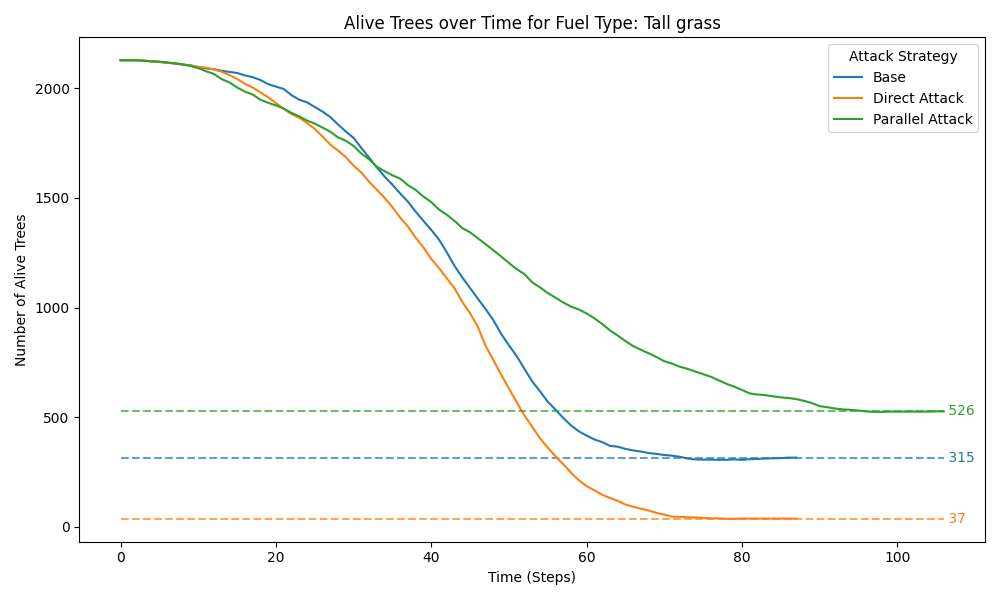 Alive Trees over Time for Fuel Type: Tall grass
Attack Strategy
Base
Direct Attack
Parallel Attack
Number of Alive Trees
2000
1500
1000
500
0
526
315
37
0 20 40 60 80 100
Time (Steps)